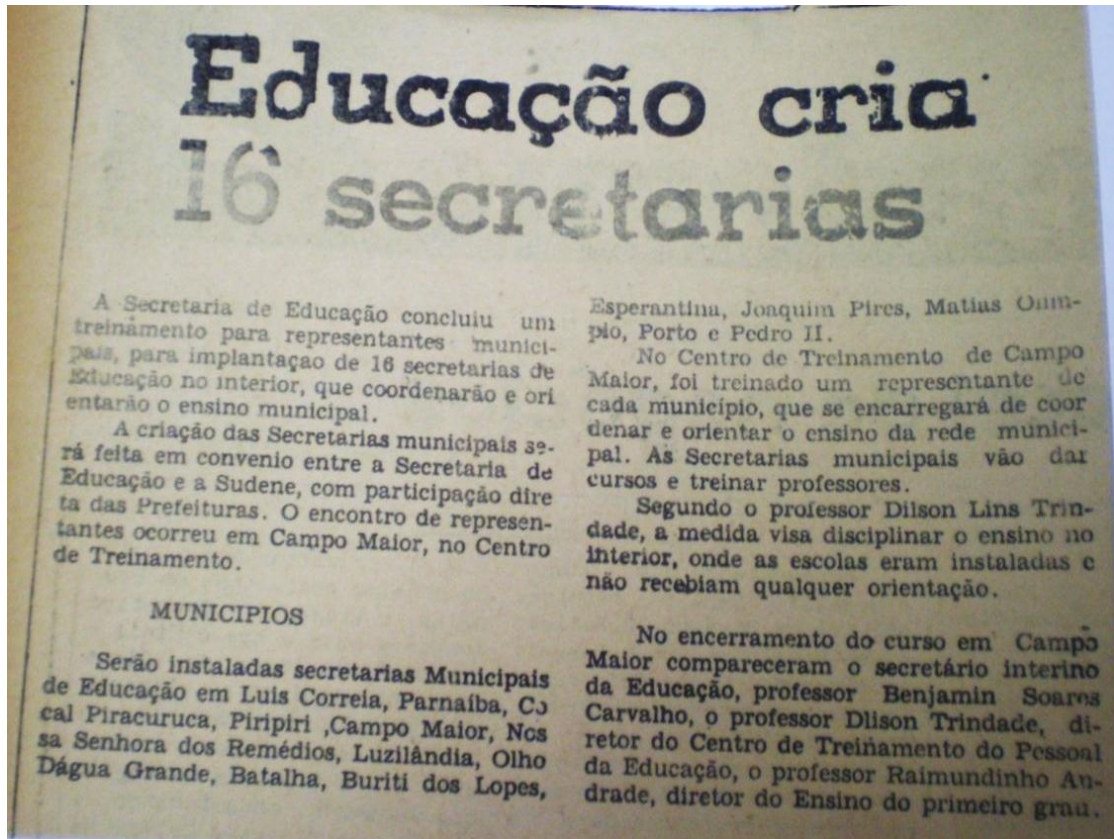 Educação cria
16 secretarias
A Secretaria de Educação concluiu um
treinamento para representantes munici-
pais, para implantaçao de 16 secretarias de
Educação no interior, que coordenarão e ori
entarão o ensino municipal.
A criação das Secretarias municipais se-
rá feita em convenio entre a Secretaria de
Educação e a Sudene, com participação dire
ta das Prefeituras. O encontro de represen-
tantes ocorreu em Campo Maior, no Centro
de Treinamento.
MUNICIPIOS
Serão instaladas secretarias Municipais
de Educação em Luis Correia, Parnaíba, Co
cal Piracuruca, Piripiri ,Campo Maior, Nos
sa Senhora dos Remédios, Luzilândia, Olho
Dágua Grande, Batalha, Buriti dos Lopes,
Esperantina, Joaquim Pires, Matias Olím-
pio, Porto e Pedro II.
No Centro de Treinamento de Campo
Maior, foi treinado um representante de
cada município, que se encarregará de coor
denar e orientar o ensino da rede munici-
pal. As Secretarias municipais vão dar
cursos e treinar professores.
Segundo o professor Dilson Lins Trin-
dade, a medida visa disciplinar o ensino no
interior, onde as escolas eram instaladas e
não recebiam qualquer orientação.
No encerramento do curso em Campo
Maior compareceram o secretário interino
da Educação, professor Benjamin Soares
Carvalho, o professor Dlison Trindade, di-
retor do Centro de Treinamento do Pessoal
da Educação, o professor Raimundinho An-
drade, diretor do Ensino do primeiro grau.